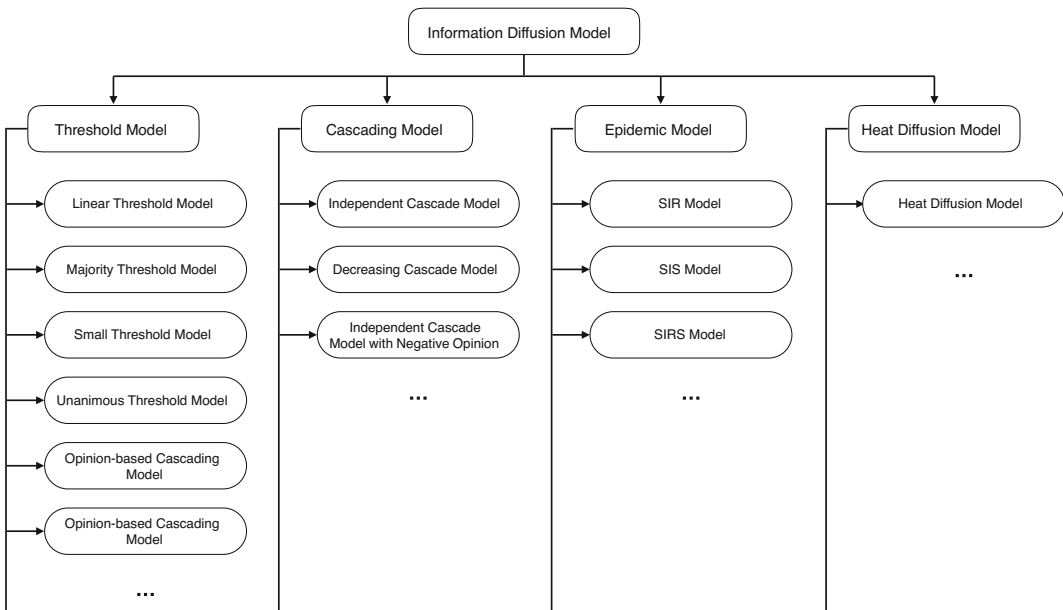 Information Diffusion Model
Threshold Model
Linear Threshold Model
Majority Threshold Model
Small Threshold Model
Unanimous Threshold Model
Opinion-based Cascading
Model
Opinion-based Cascading
Model
...
Cascading Model
Independent Cascade Model
Decreasing Cascade Model
Independent Cascade
Model with Negative Opinion
...
Epidemic Model
SIR Model
SIS Model
SIRS Model
...
Heat Diffusion Model
Heat Diffusion Model
...